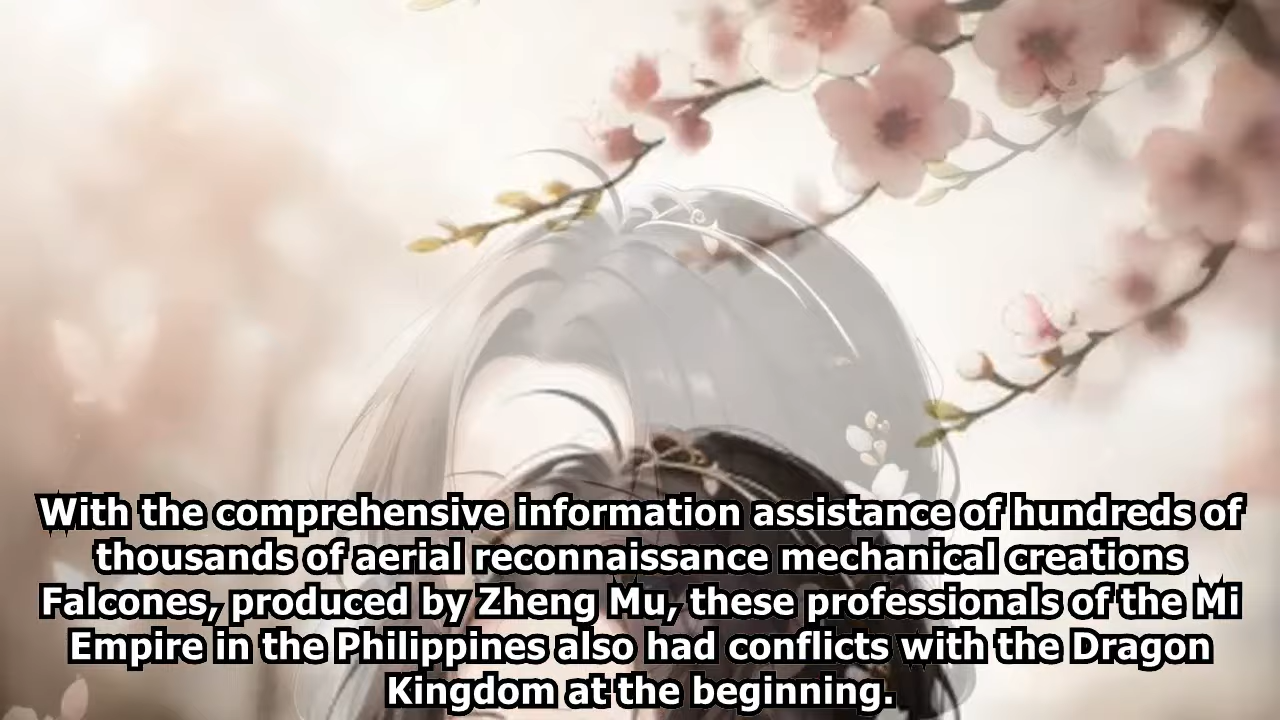 With the comprehensive information assistance of hundreds of
thousands of aerial reconnaissance mechanical creations
Falcones, produced by Zheng Mu, these professionals of the Mi
Empire in the Philippines also had conflicts with the Dragon
Kingdom at the beginning.